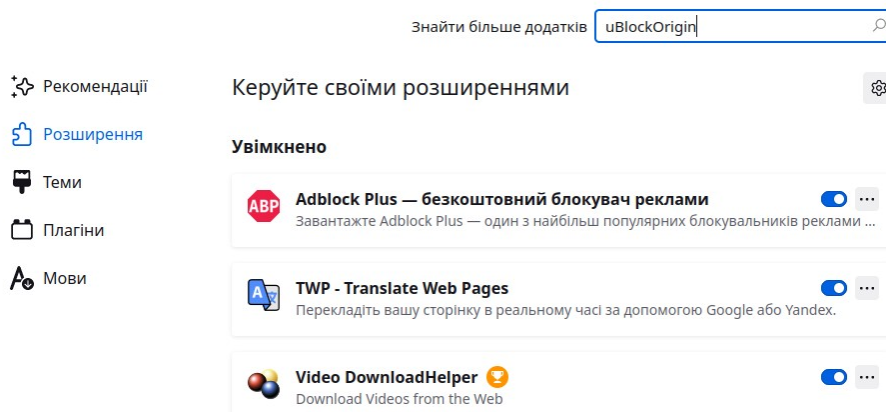 Знайти більше додатків uBlockOrigin
Рекомендації
Розширення
Теми
Плагіни
Мови
Керуйте своїми розширеннями
Увімкнено
ABP
Adblock Plus — безкоштовний блокувач реклами
Завантажте Adblock Plus — один з найбільш популярних блокувальників реклами ...
TWP - Translate Web Pages
Перекладіть вашу сторінку в реальному часі за допомогою Google або Yandex.
Video DownloadHelper
Download Videos from the Web